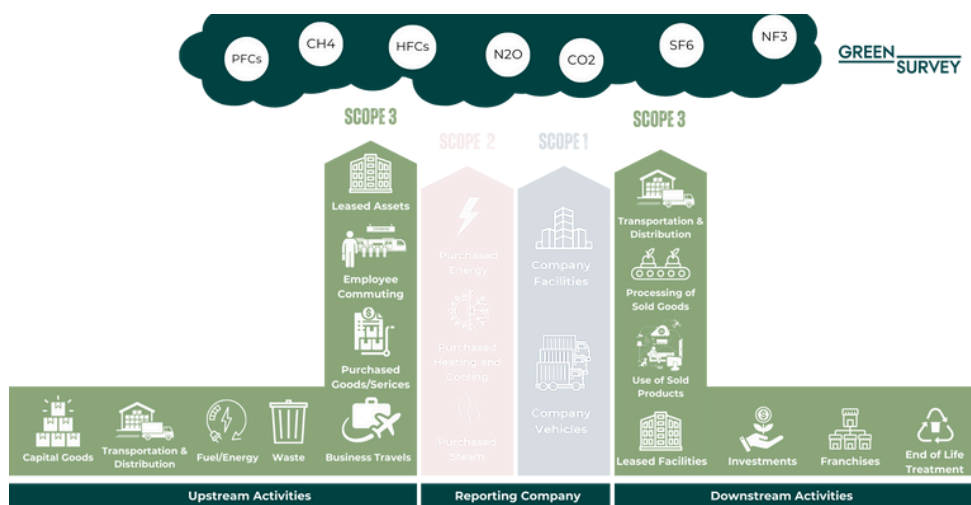 PFCs
CH4
HFCs
N2O
CO2
SF6
NF3
GREEN
SURVEY
SCOPE 3
SCOPE 2
SCOPE 1
SCOPE 3
Leased Assets
Employee
Commuting
Purchased
Goods/Serices
Capital Goods
Transportation &
Distribution
Fuel/Energy
Waste
Business Travels
Purchased
Energy
Purchased
Heating and
Cooling
Purchased
Steam
Company
Facilities
Company
Vehicles
Transportation &
Distribution
Processing of
Sold Goods
Use of Sold
Products
Leased Facilities
Investments
Franchises
End of Life
Treatment
Upstream Activities
Reporting Company
Downstream Activities